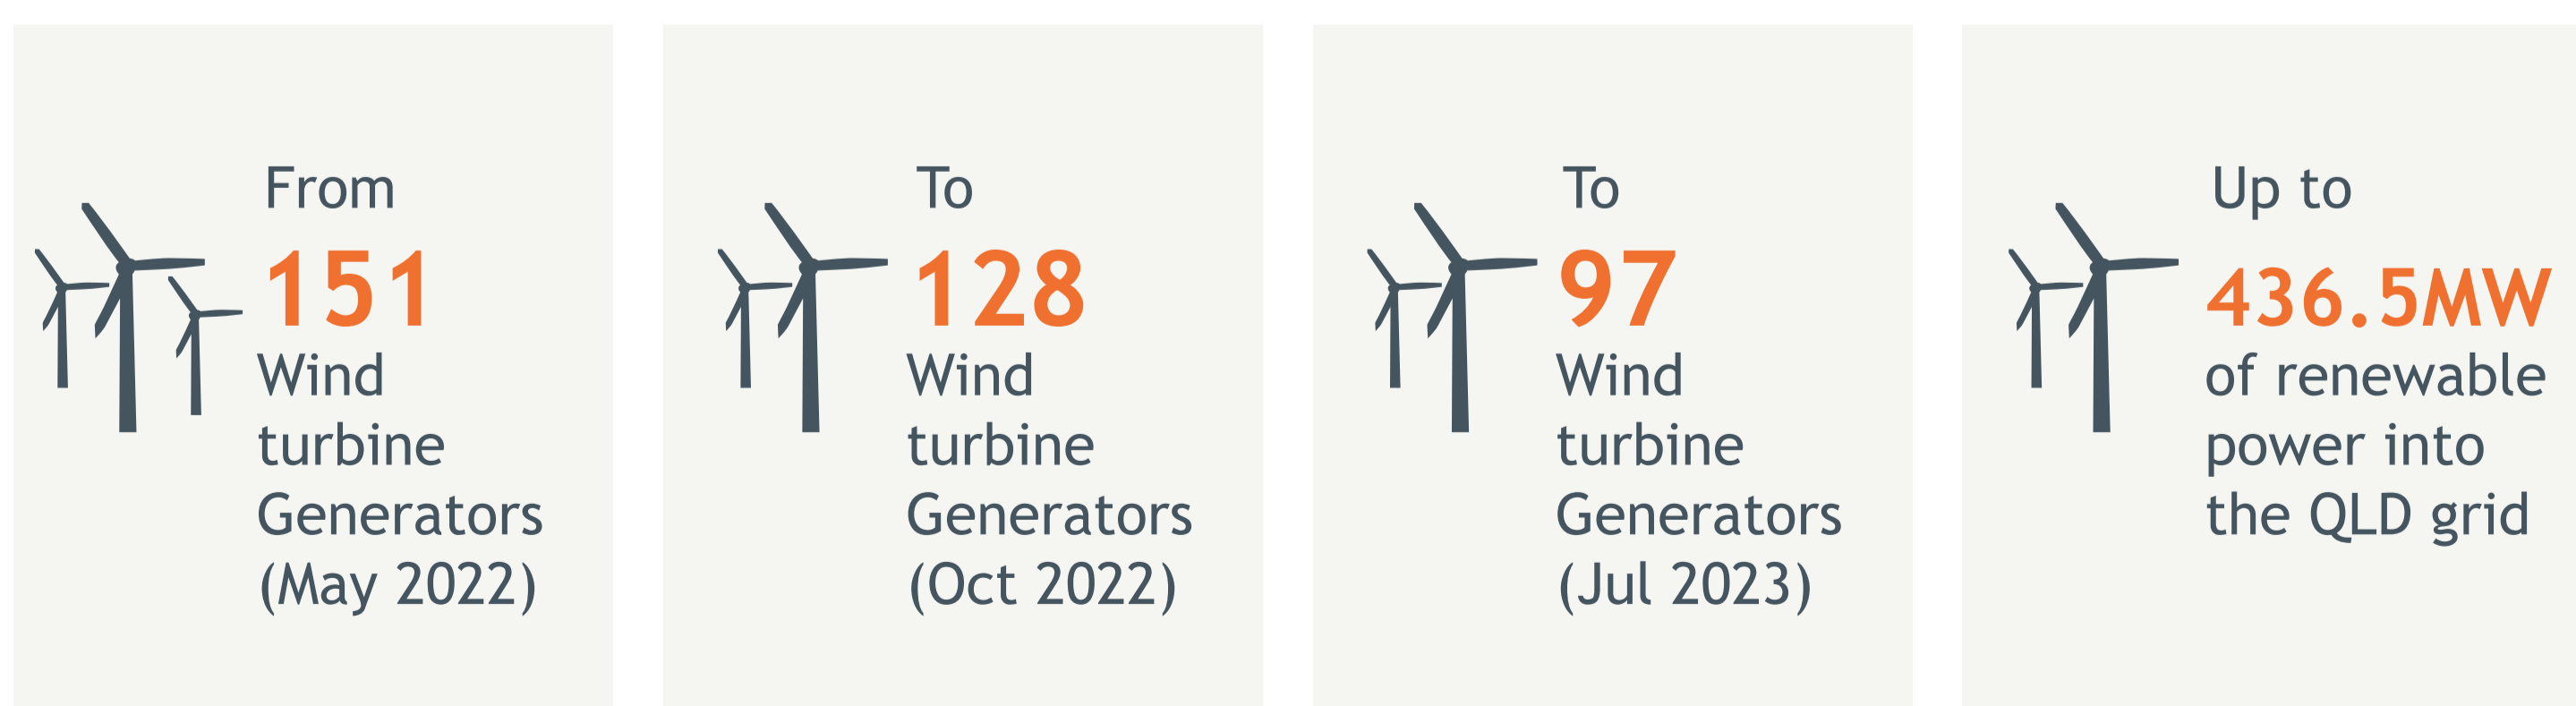 From
151
Wind
turbine
Generators
(May 2022)
To
128
Wind
turbine
Generators
(Oct 2022)
To
97
Wind
turbine
Generators
(Jul 2023)
Up to
436.5MW
of renewable
power into
the QLD grid